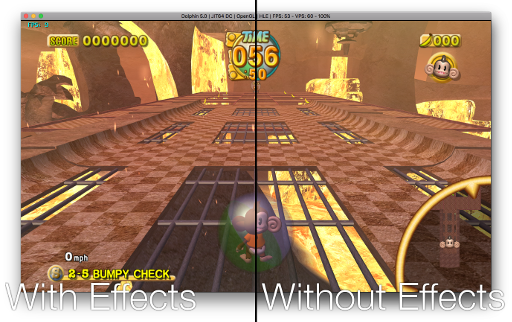 Dolphin 5.0 | JIT64 DC | OpenGL | HLE | FPS: 53 - VPS: 60 - 100%
SCORE 0000000
TIME
056
:50
000
0mph
2-5 BUMPY CHECK
With Effects
Without Effects